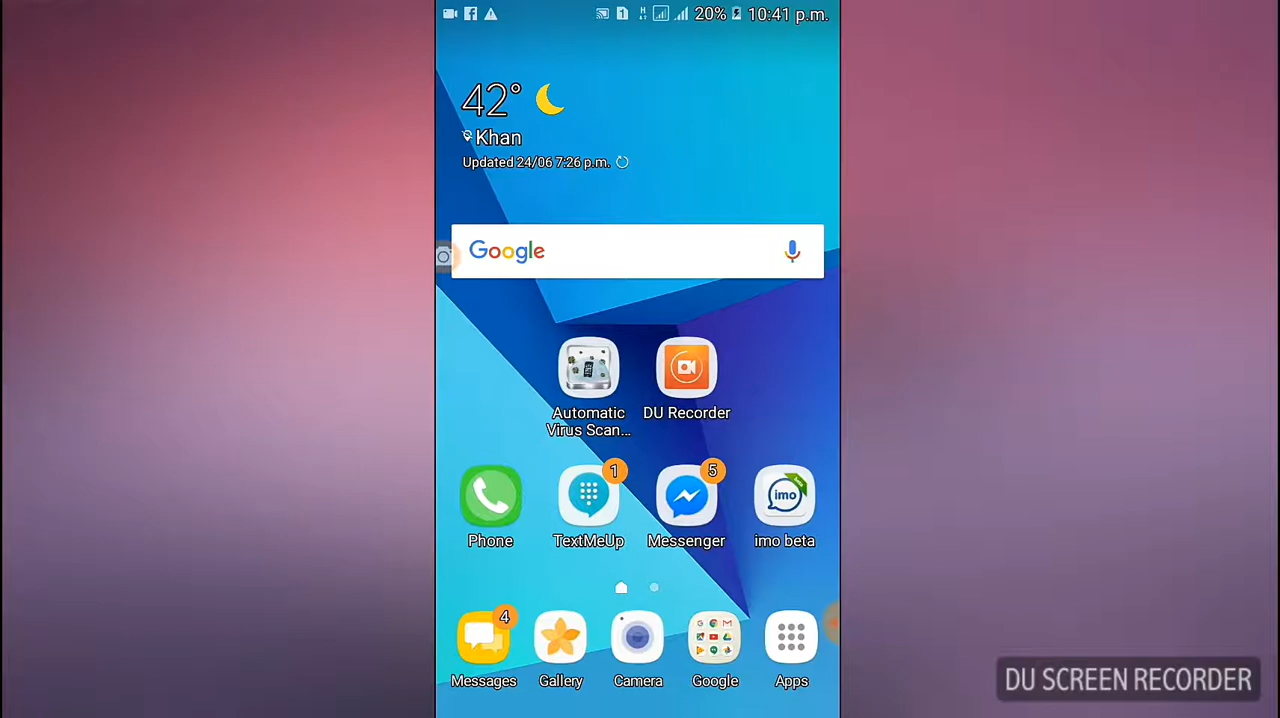 20% 10:41 p.m.
42°
Khan
Updated 24/06 7:26 p.m.
Google
Automatic
Virus Scan...
DU Recorder
1
5
Phone
TextMeUp
Messenger
imo
imo beta
4
Messages
Gallery
Camera
Google
Apps
DU SCREEN RECORDER